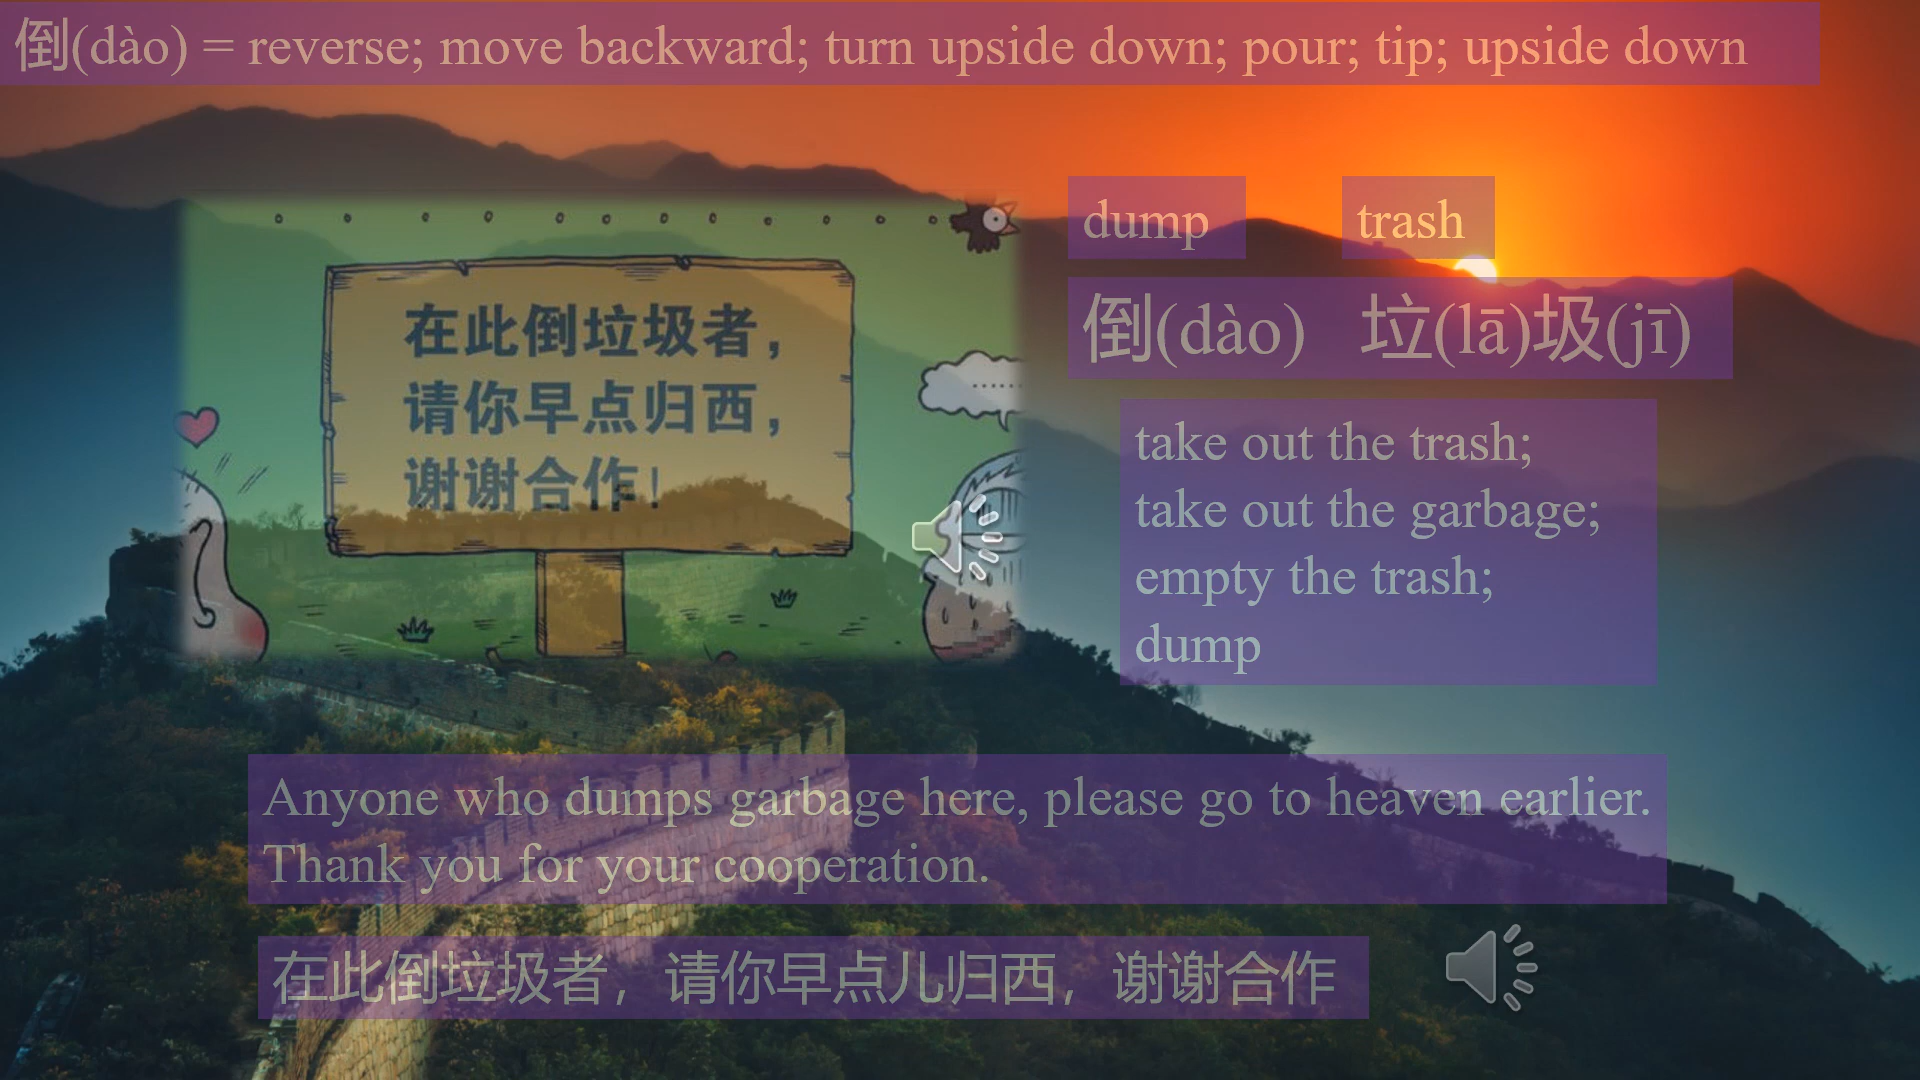 倒(dào) = reverse; move backward; turn upside down; pour; tip; upside down
在此倒垃圾者，
请你早点归西，
谢谢合作!
dump trash
倒(dào) 垃(lā)圾(jī)
take out the trash;
take out the garbage;
empty the trash;
dump
Anyone who dumps garbage here, please go to heaven earlier.
Thank you for your cooperation.
在此倒垃圾者，请你早点儿归西，谢谢合作